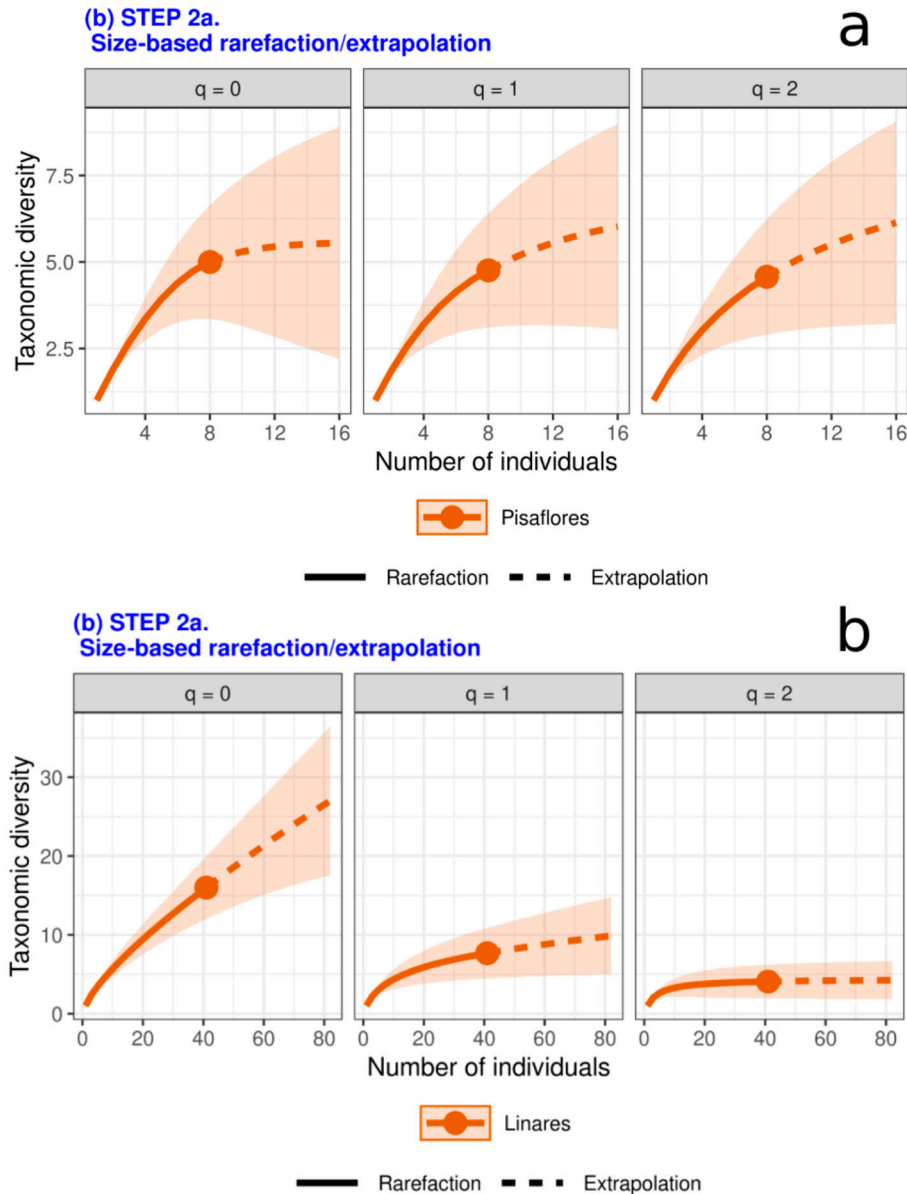 (b) STEP 2a.
Size-based rarefaction/extrapolation
a
q = 0
q = 1
q = 2
Taxonomic diversity
7.5
5.0
2.5
4 8 12 16
4 8 12 16
4 8 12 16
Number of individuals
Pisaflores
Rarefaction
Extrapolation
(b) STEP 2a.
Size-based rarefaction/extrapolation
b
q = 0
q = 1
q = 2
Taxonomic diversity
30
20
10
0
0 20 40 60 80
0 20 40 60 80
0 20 40 60 80
Number of individuals
Linares
Rarefaction
Extrapolation